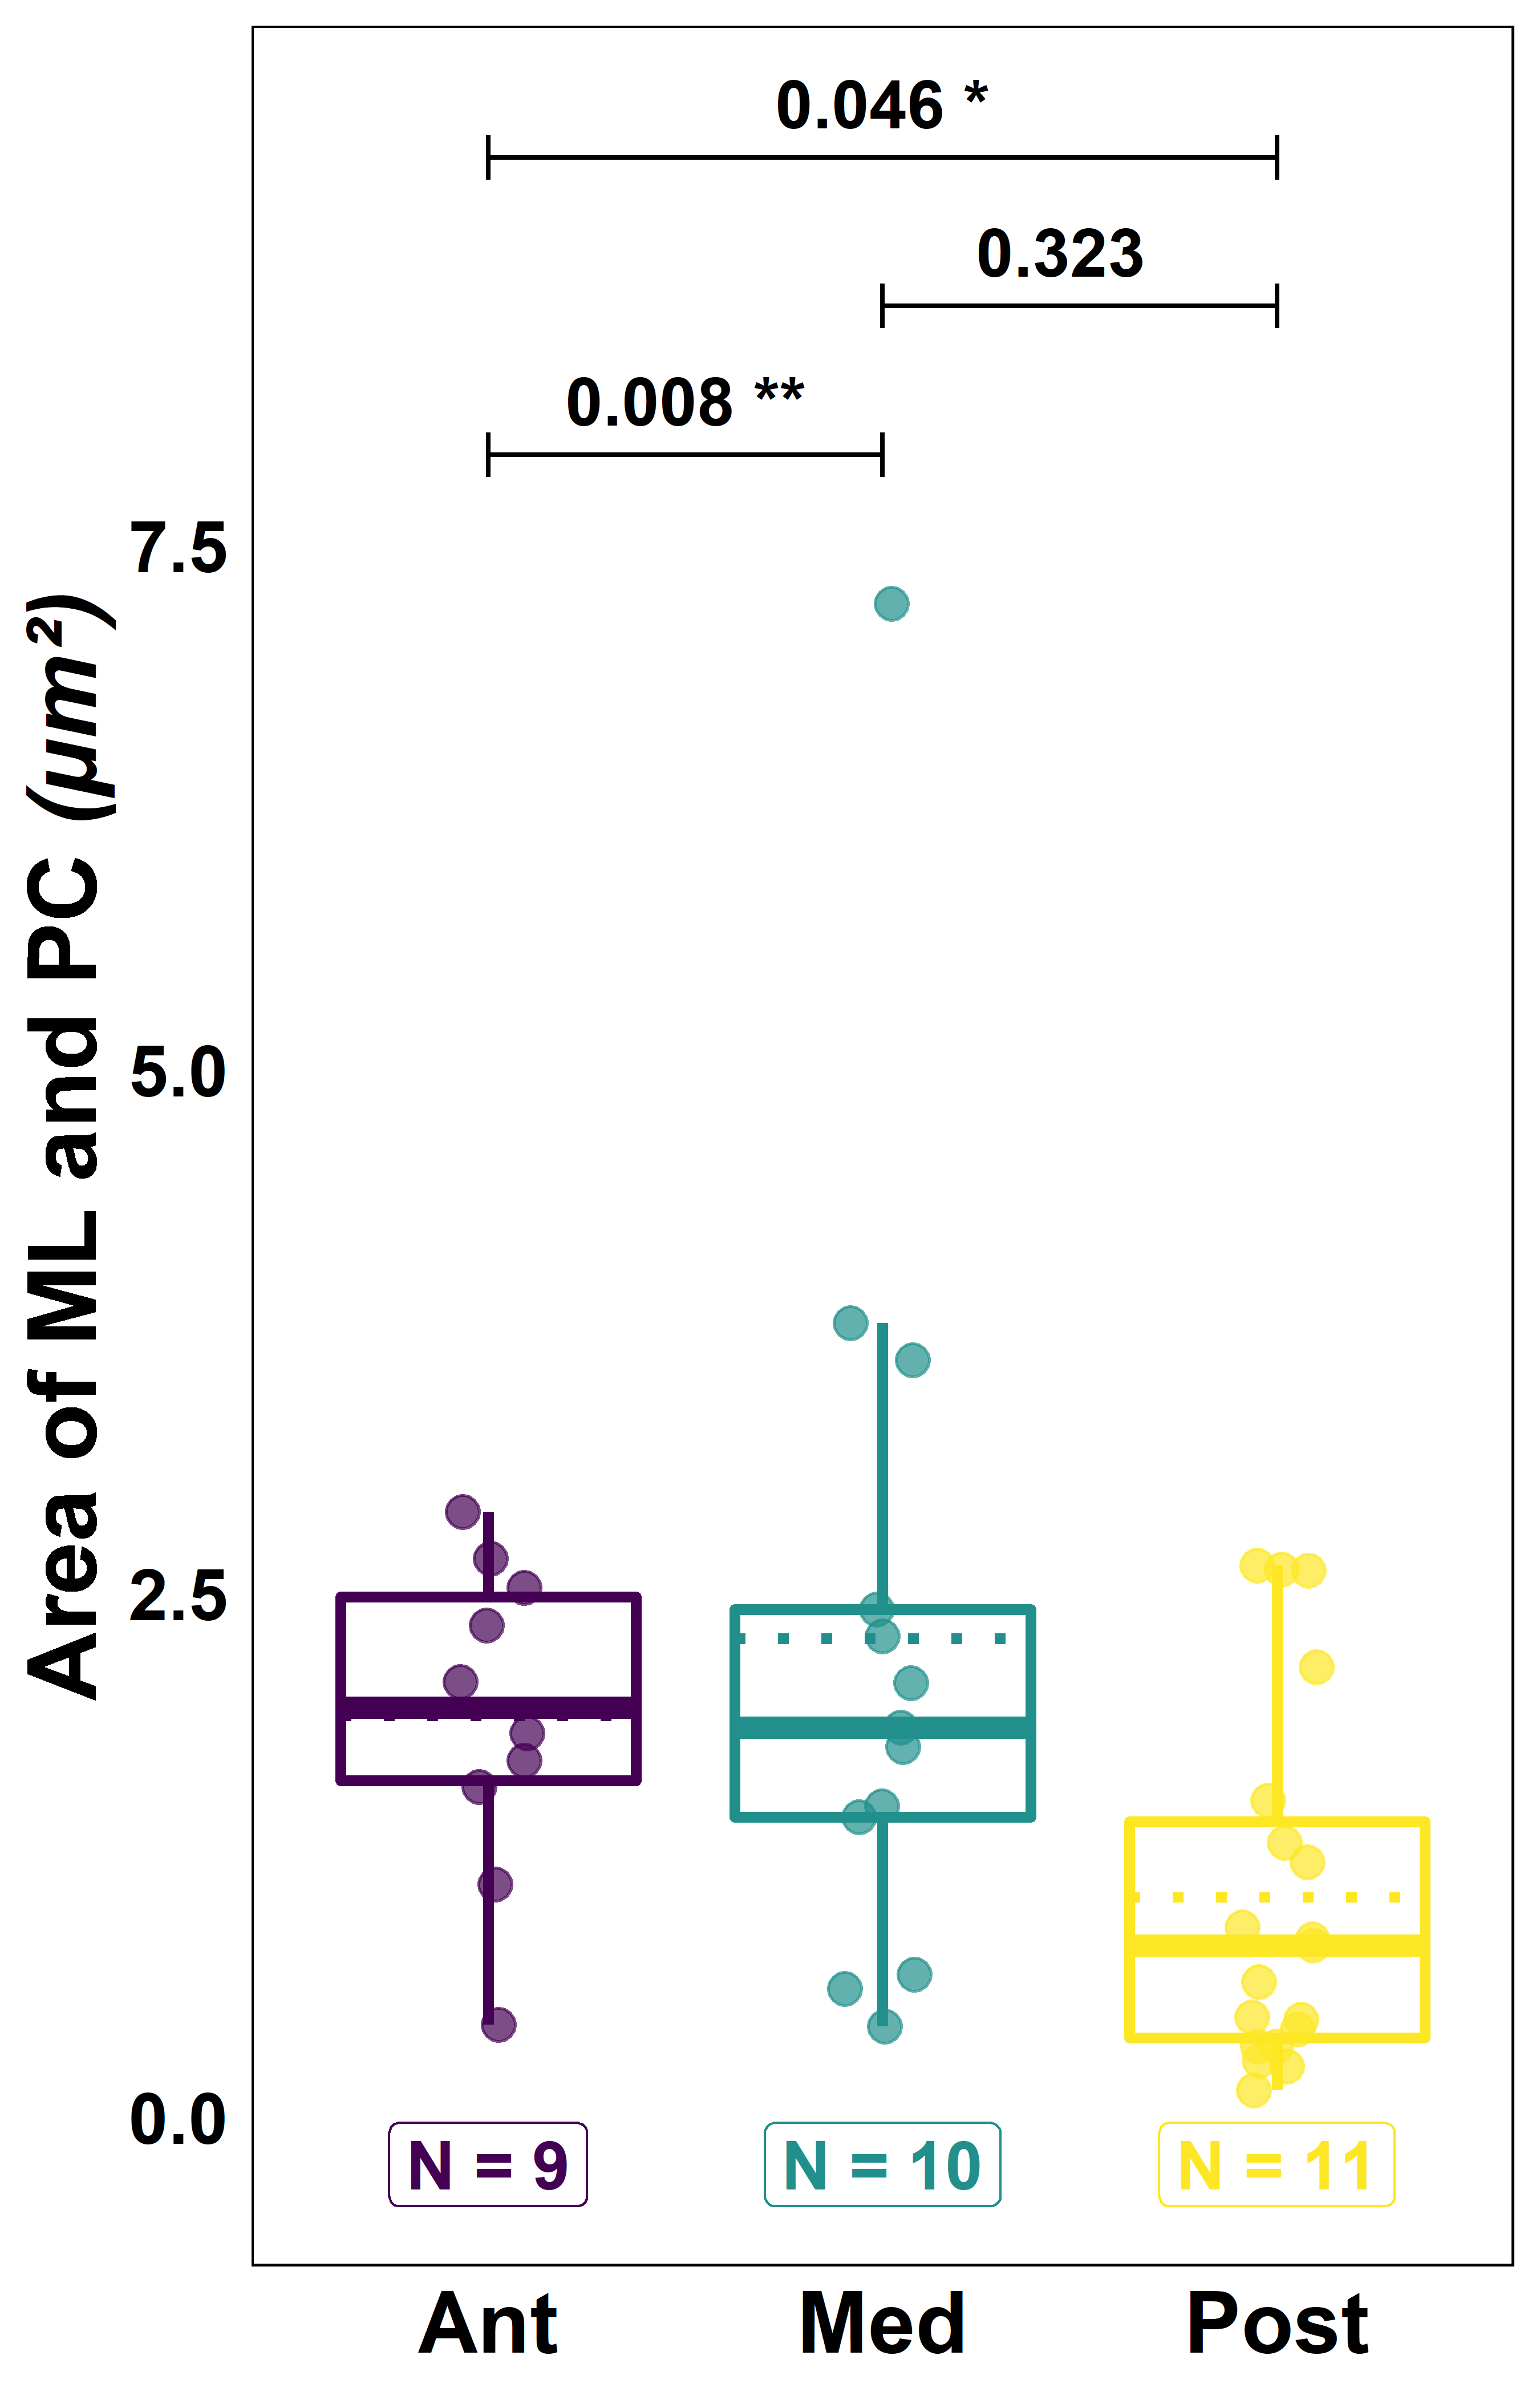 0.046 *
0.323
0.008 **
7.5
5.0
2.5
0.0
Area of ML and PC (μm²)
N = 9
N = 10
N = 11
Ant
Med
Post